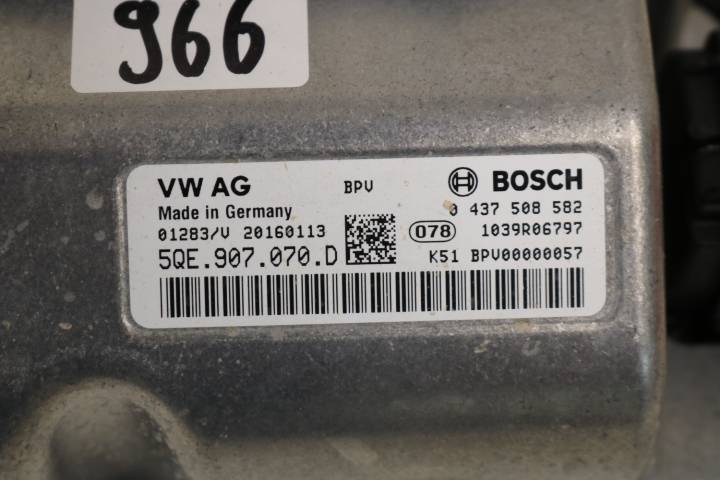 966
VW AG BPV BOSCH
Made in Germany 0 437 508 582
01283/V 20160113 078 1039R06797
5QE.907.070.D K51 BPV00000057